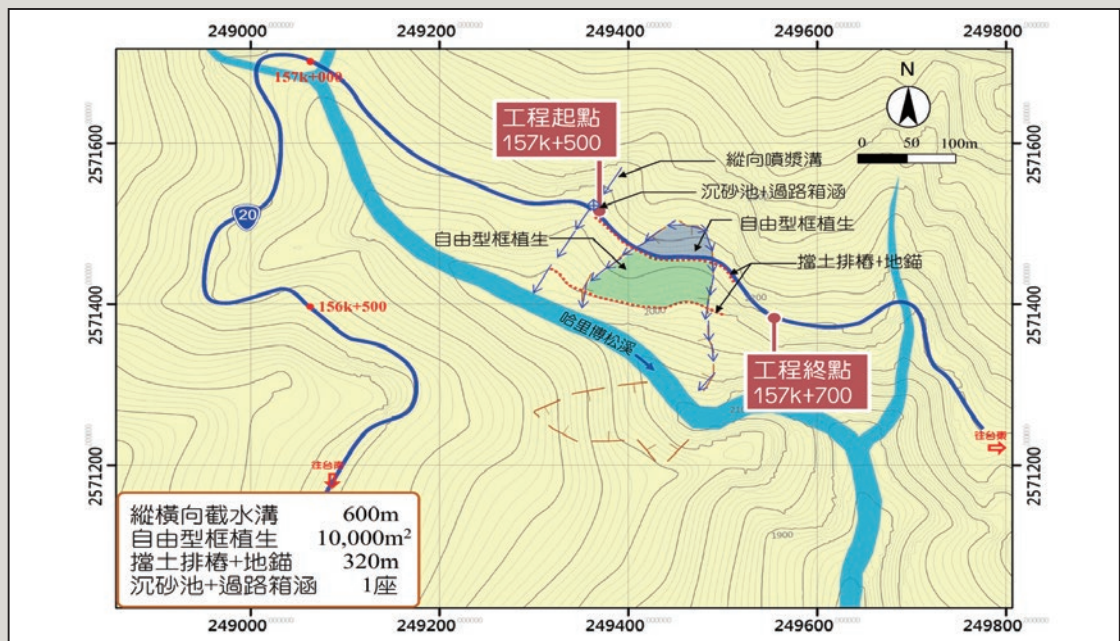 249000 249200 249400 249600 249800
157k+000
N
工程起點
157k+500
0 50 100m
2571600
2571600
縱向噴漿溝
沉砂池+過路箱涵
20
自由型框植生
自由型框植生
擋土排樁+地錨
2571400
2571400
156k+500
2200
2000
哈里博松溪
工程終點
157k+700
往台東
往台東
2571200
2571200
1900
縱橫向截水溝 600m
自由型框植生 10,000m²
擋土排樁+地錨 320m
沉砂池+過路箱涵 1座
249000 249200 249400 249600 249800